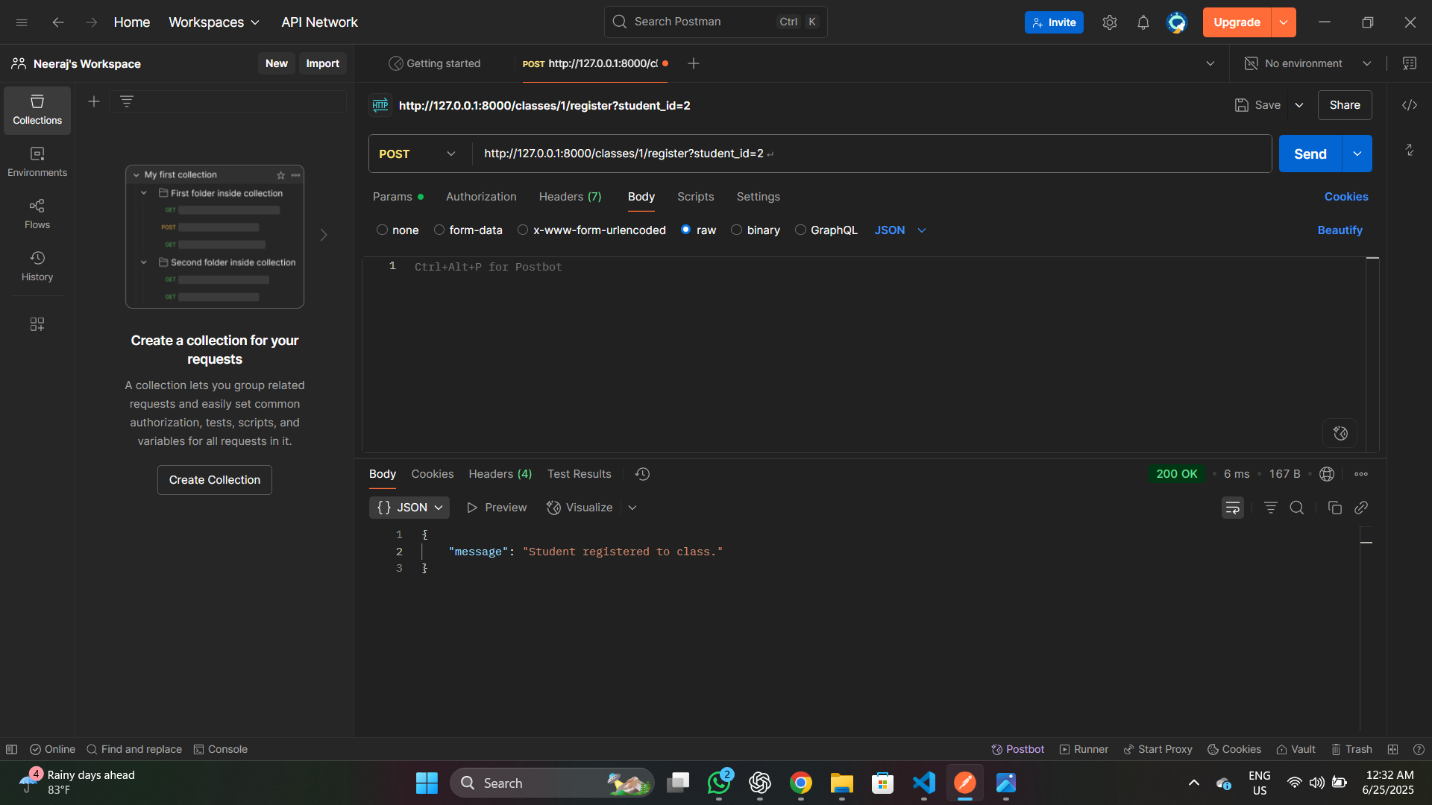 Home
Workspaces
API Network
Search Postman
Ctrl
K
Invite
Upgrade
Neeraj's Workspace
New
Import
Getting started
POST http://127.0.0.1:8000/cl
No environment
Collections
Environments
Flows
History
My first collection
First folder inside collection
GET
POST
GET
Second folder inside collection
GET
GET
Create a collection for your
requests
A collection lets you group related
requests and easily set common
authorization, tests, scripts, and
variables for all requests in it.
Create Collection
HTTP
http://127.0.0.1:8000/classes/1/register?student_id=2
Save
Share
POST
http://127.0.0.1:8000/classes/1/register?student_id=2
Send
Params
Authorization
Headers (7)
Body
Scripts
Settings
Cookies
none
form-data
x-www-form-urlencoded
raw
binary
GraphQL
JSON
Beautify
1
Ctrl+Alt+P for Postbot
Body
Cookies
Headers (4)
Test Results
200 OK
6 ms
167 B
{} JSON
Preview
Visualize
1 {
2 "message": "Student registered to class."
3 }
Online
Find and replace
Console
Postbot
Runner
Start Proxy
Cookies
Vault
Trash
4
Rainy days ahead
83°F
Search
2
ENG
US
12:32 AM
6/25/2025